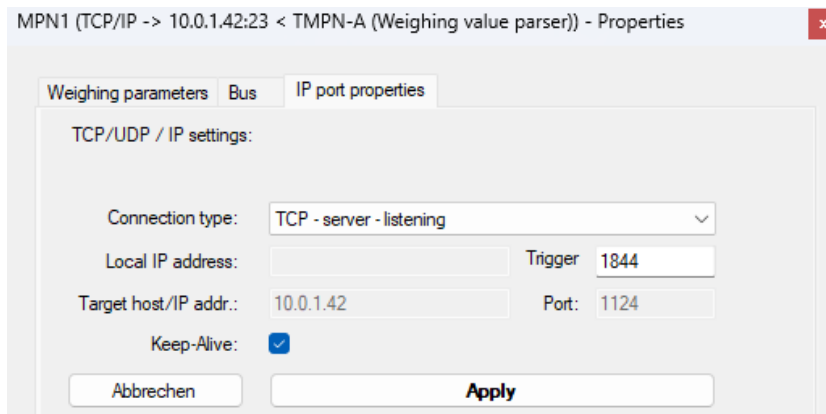 MPN1 (TCP/IP -> 10.0.1.42:23 < TMPN-A (Weighing value parser)) - Properties
Weighing parameters Bus IP port properties
TCP/UDP / IP settings:
Connection type: TCP - server - listening
Local IP address: Trigger 1844
Target host/IP addr.: 10.0.1.42 Port: 1124
Keep-Alive:
Abbrechen Apply